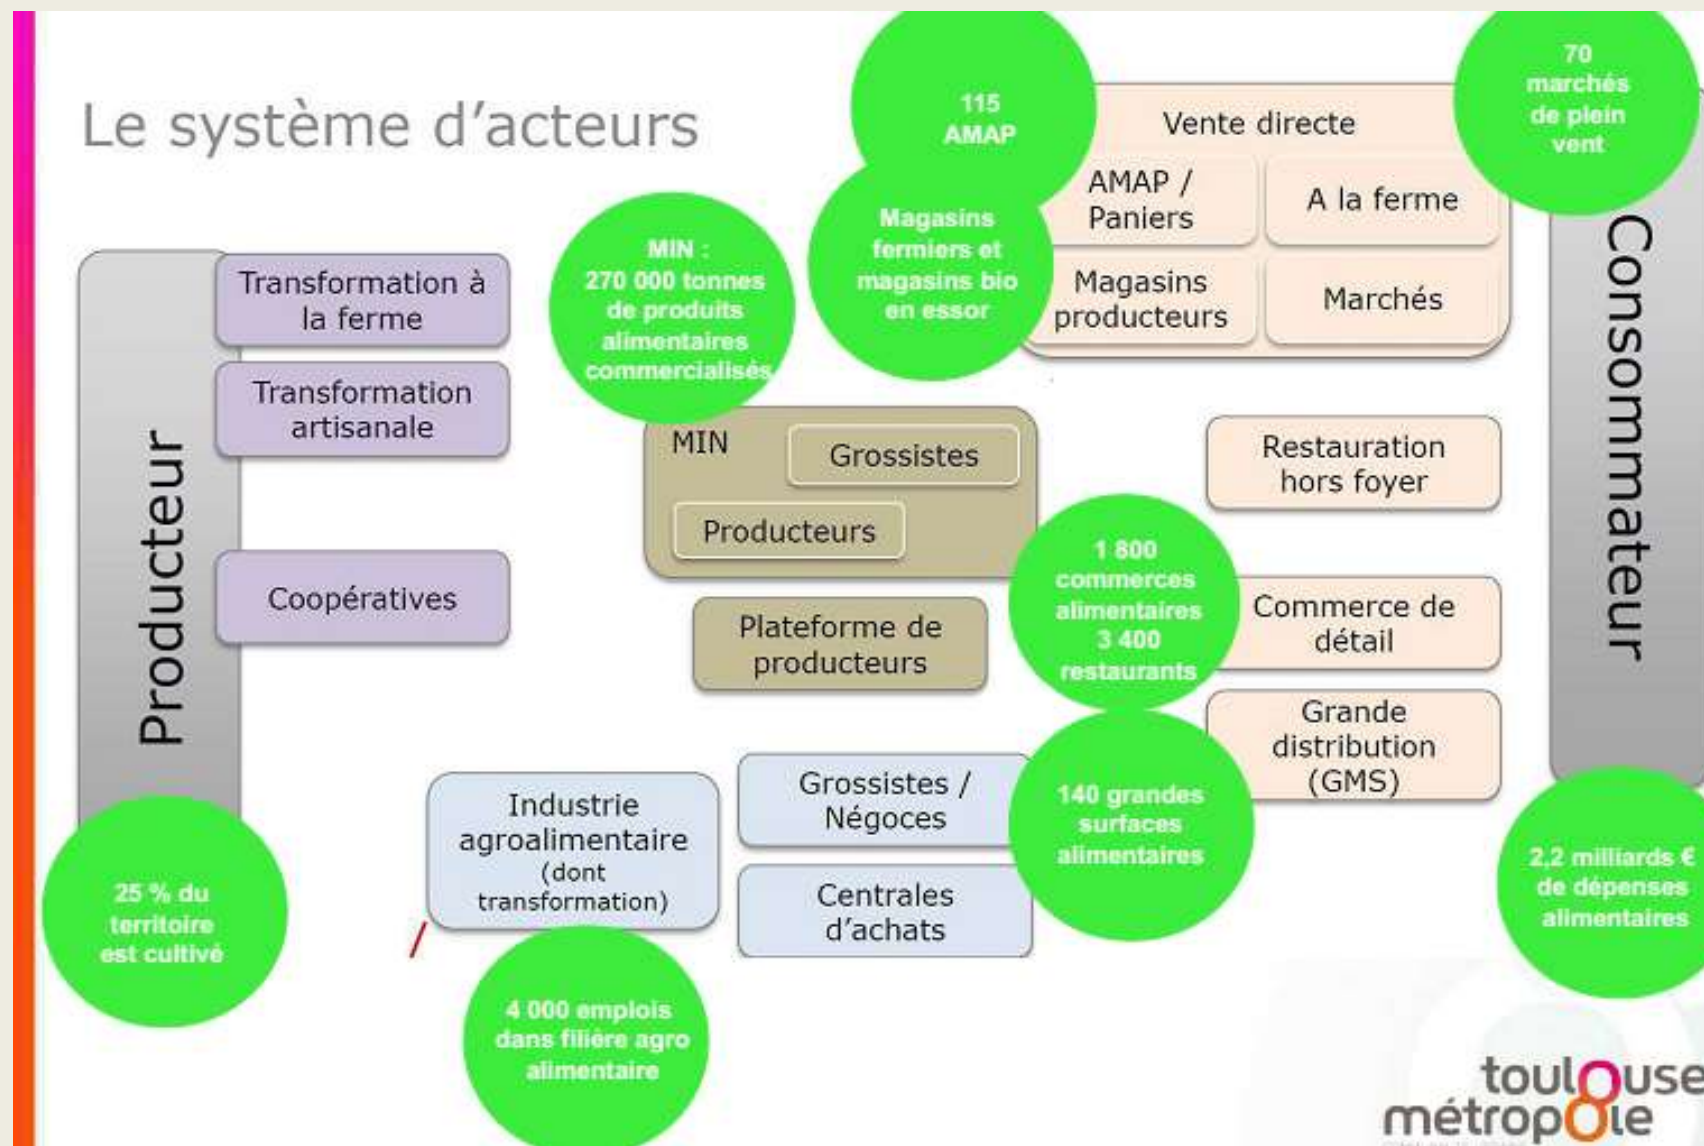 Le système d'acteurs
115
AMAP
Vente directe
70
marchés
de plein
vent
AMAP /
Paniers
A la ferme
Magasins
producteurs
Marchés
Magasins
fermiers et
magasins bio
en essor
MIN :
270 000 tonnes
de produits
alimentaires
commercialisés
Producteur
Transformation à
la ferme
Transformation
artisanale
Coopératives
MIN
Grossistes
Producteurs
Plateforme de
producteurs
Restauration
hors foyer
1 800
commerces
alimentaires
3 400
restaurants
Commerce de
détail
Grande
distribution
(GMS)
Consommateur
Industrie
agroalimentaire
(dont
transformation)
Grossistes /
Négoces
Centrales
d'achats
140 grandes
surfaces
alimentaires
25 % du
territoire
est cultivé
4 000 emplois
dans filière agro
alimentaire
2,2 milliards €
de dépenses
alimentaires
toulouse
métropole